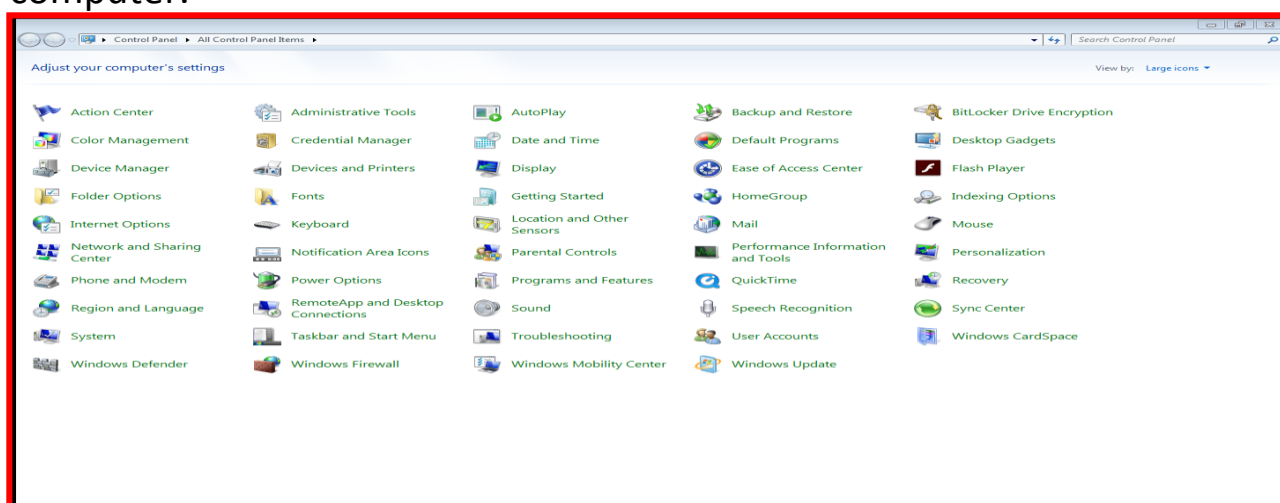 computer.
Control Panel ▸ All Control Panel Items ▸
Search Control Panel
Adjust your computer's settings
View by: Large icons
Action Center
Administrative Tools
AutoPlay
Backup and Restore
BitLocker Drive Encryption
Color Management
Credential Manager
Date and Time
Default Programs
Desktop Gadgets
Device Manager
Devices and Printers
Display
Ease of Access Center
Flash Player
Folder Options
Fonts
Getting Started
HomeGroup
Indexing Options
Internet Options
Keyboard
Location and Other
Sensors
Mail
Mouse
Network and Sharing
Center
Notification Area Icons
Parental Controls
Performance Information
and Tools
Personalization
Phone and Modem
Power Options
Programs and Features
QuickTime
Recovery
Region and Language
RemoteApp and Desktop
Connections
Sound
Speech Recognition
Sync Center
System
Taskbar and Start Menu
Troubleshooting
User Accounts
Windows CardSpace
Windows Defender
Windows Firewall
Windows Mobility Center
Windows Update